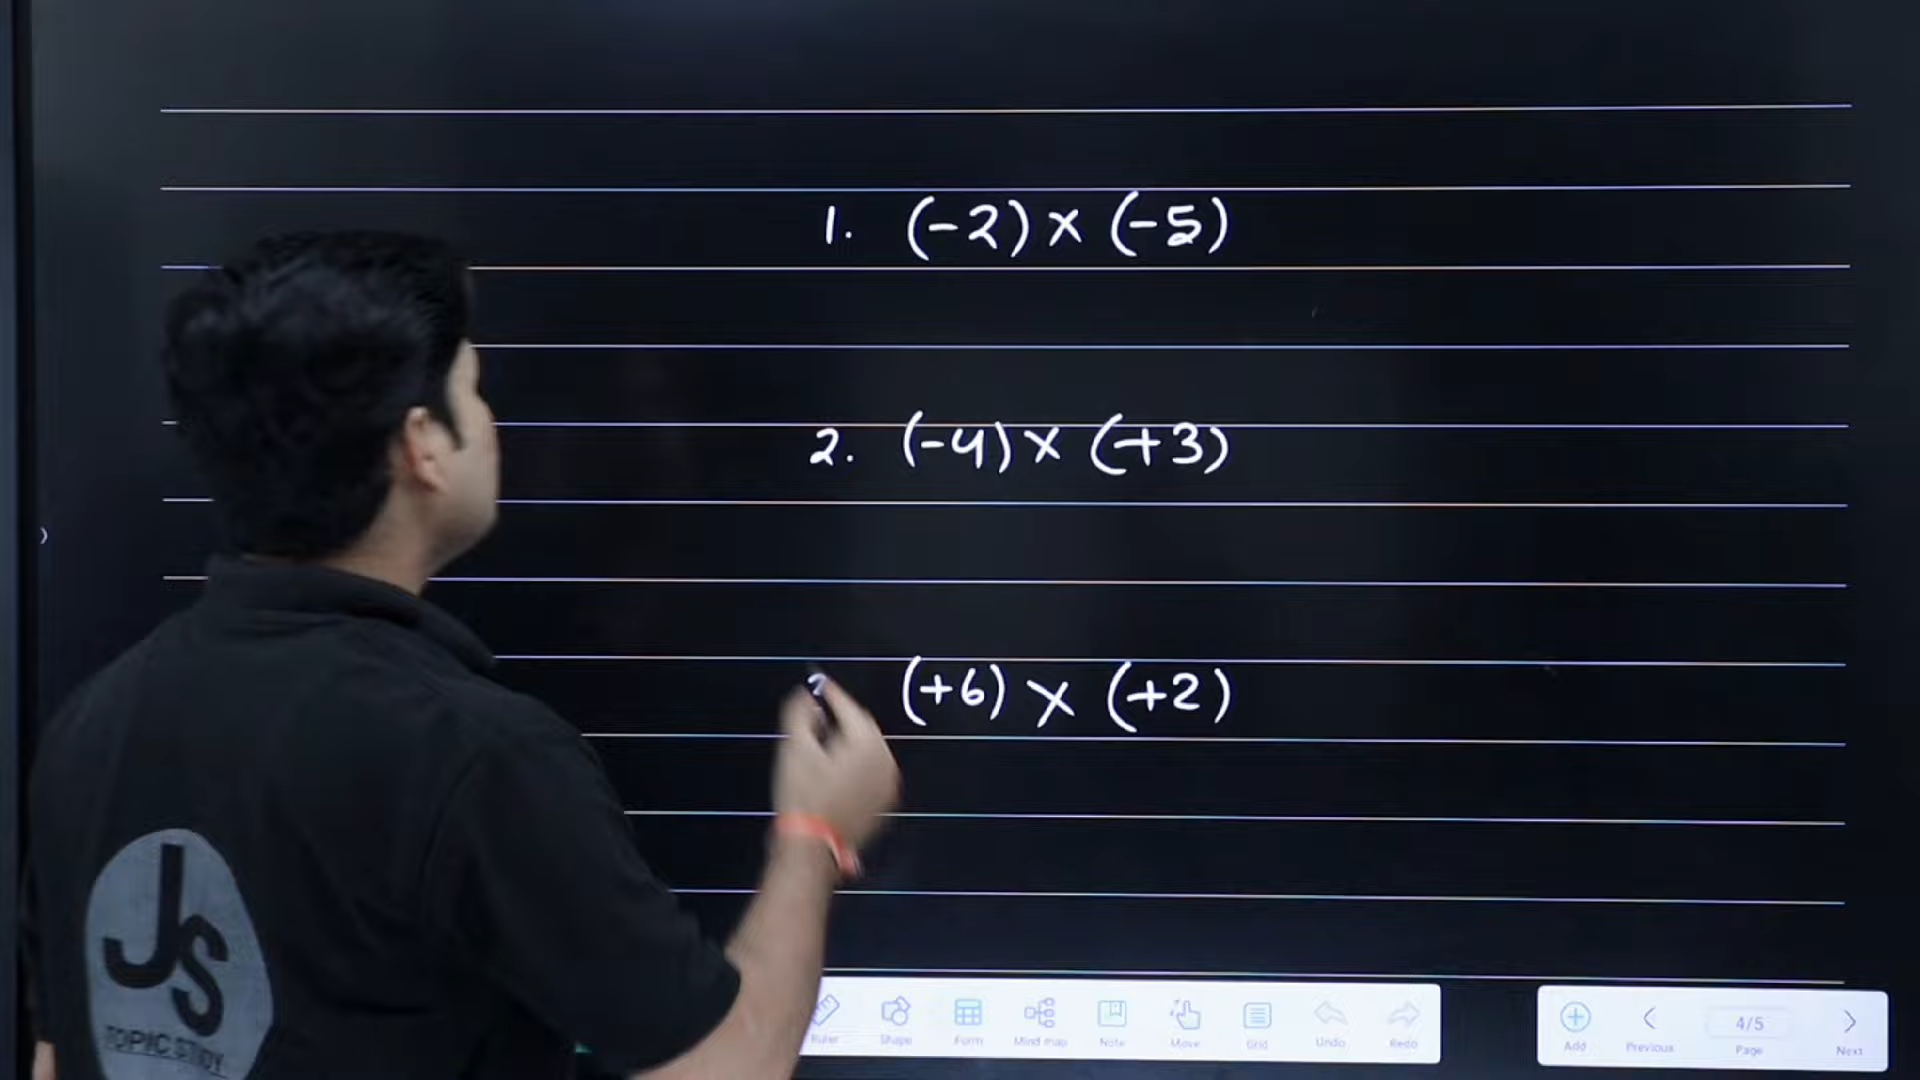 1. (-2) × (-5)
2. (-4) × (+3)
(+6) × (+2)
JS
TOPIC STUDY
Ruler Shape Form Mind map Note Move Grid Undo Redo
Add Previous 4/5 Page Next